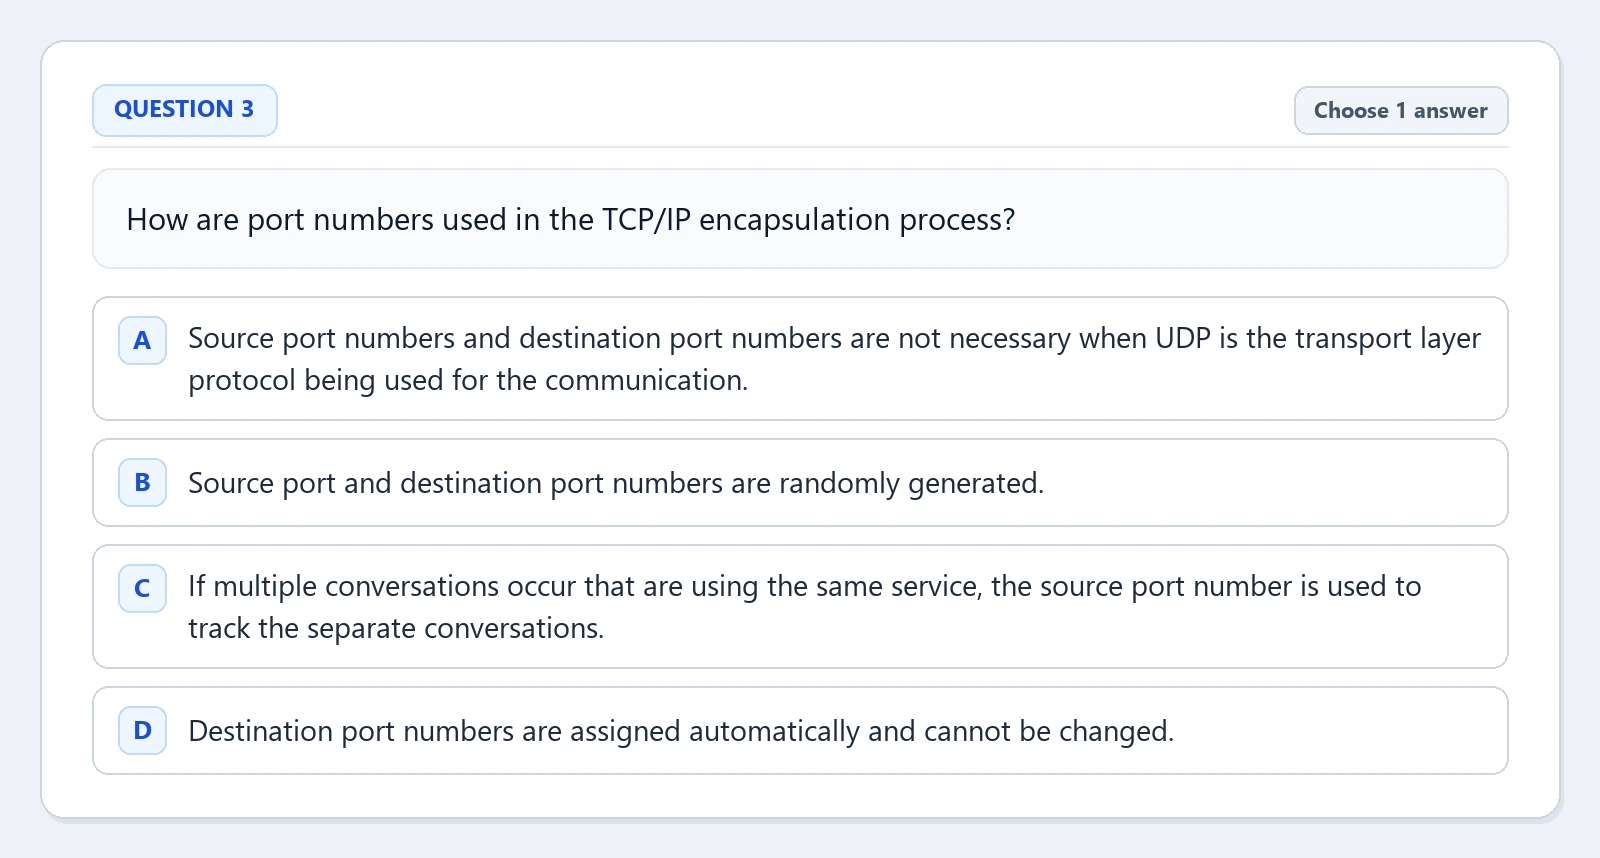 QUESTION 3
Choose 1 answer
How are port numbers used in the TCP/IP encapsulation process?
A
Source port numbers and destination port numbers are not necessary when UDP is the transport layer
protocol being used for the communication.
B
Source port and destination port numbers are randomly generated.
C
If multiple conversations occur that are using the same service, the source port number is used to
track the separate conversations.
D
Destination port numbers are assigned automatically and cannot be changed.